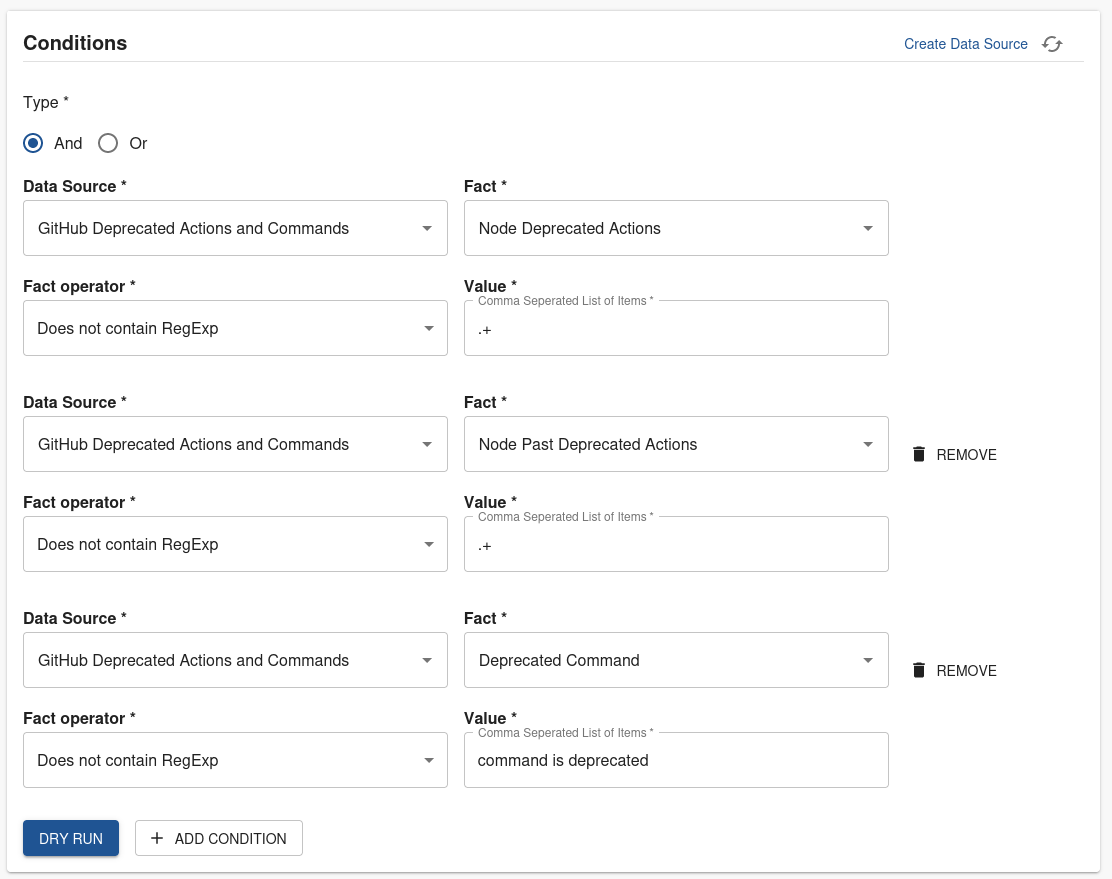 Conditions
Create Data Source
Type *
And
Or
Data Source *
Fact *
GitHub Deprecated Actions and Commands
Node Deprecated Actions
Fact operator *
Value *
Comma Seperated List of Items *
Does not contain RegExp
.+
Data Source *
Fact *
GitHub Deprecated Actions and Commands
Node Past Deprecated Actions
REMOVE
Fact operator *
Value *
Comma Seperated List of Items *
Does not contain RegExp
.+
Data Source *
Fact *
GitHub Deprecated Actions and Commands
Deprecated Command
REMOVE
Fact operator *
Value *
Comma Seperated List of Items *
Does not contain RegExp
command is deprecated
DRY RUN
+ ADD CONDITION